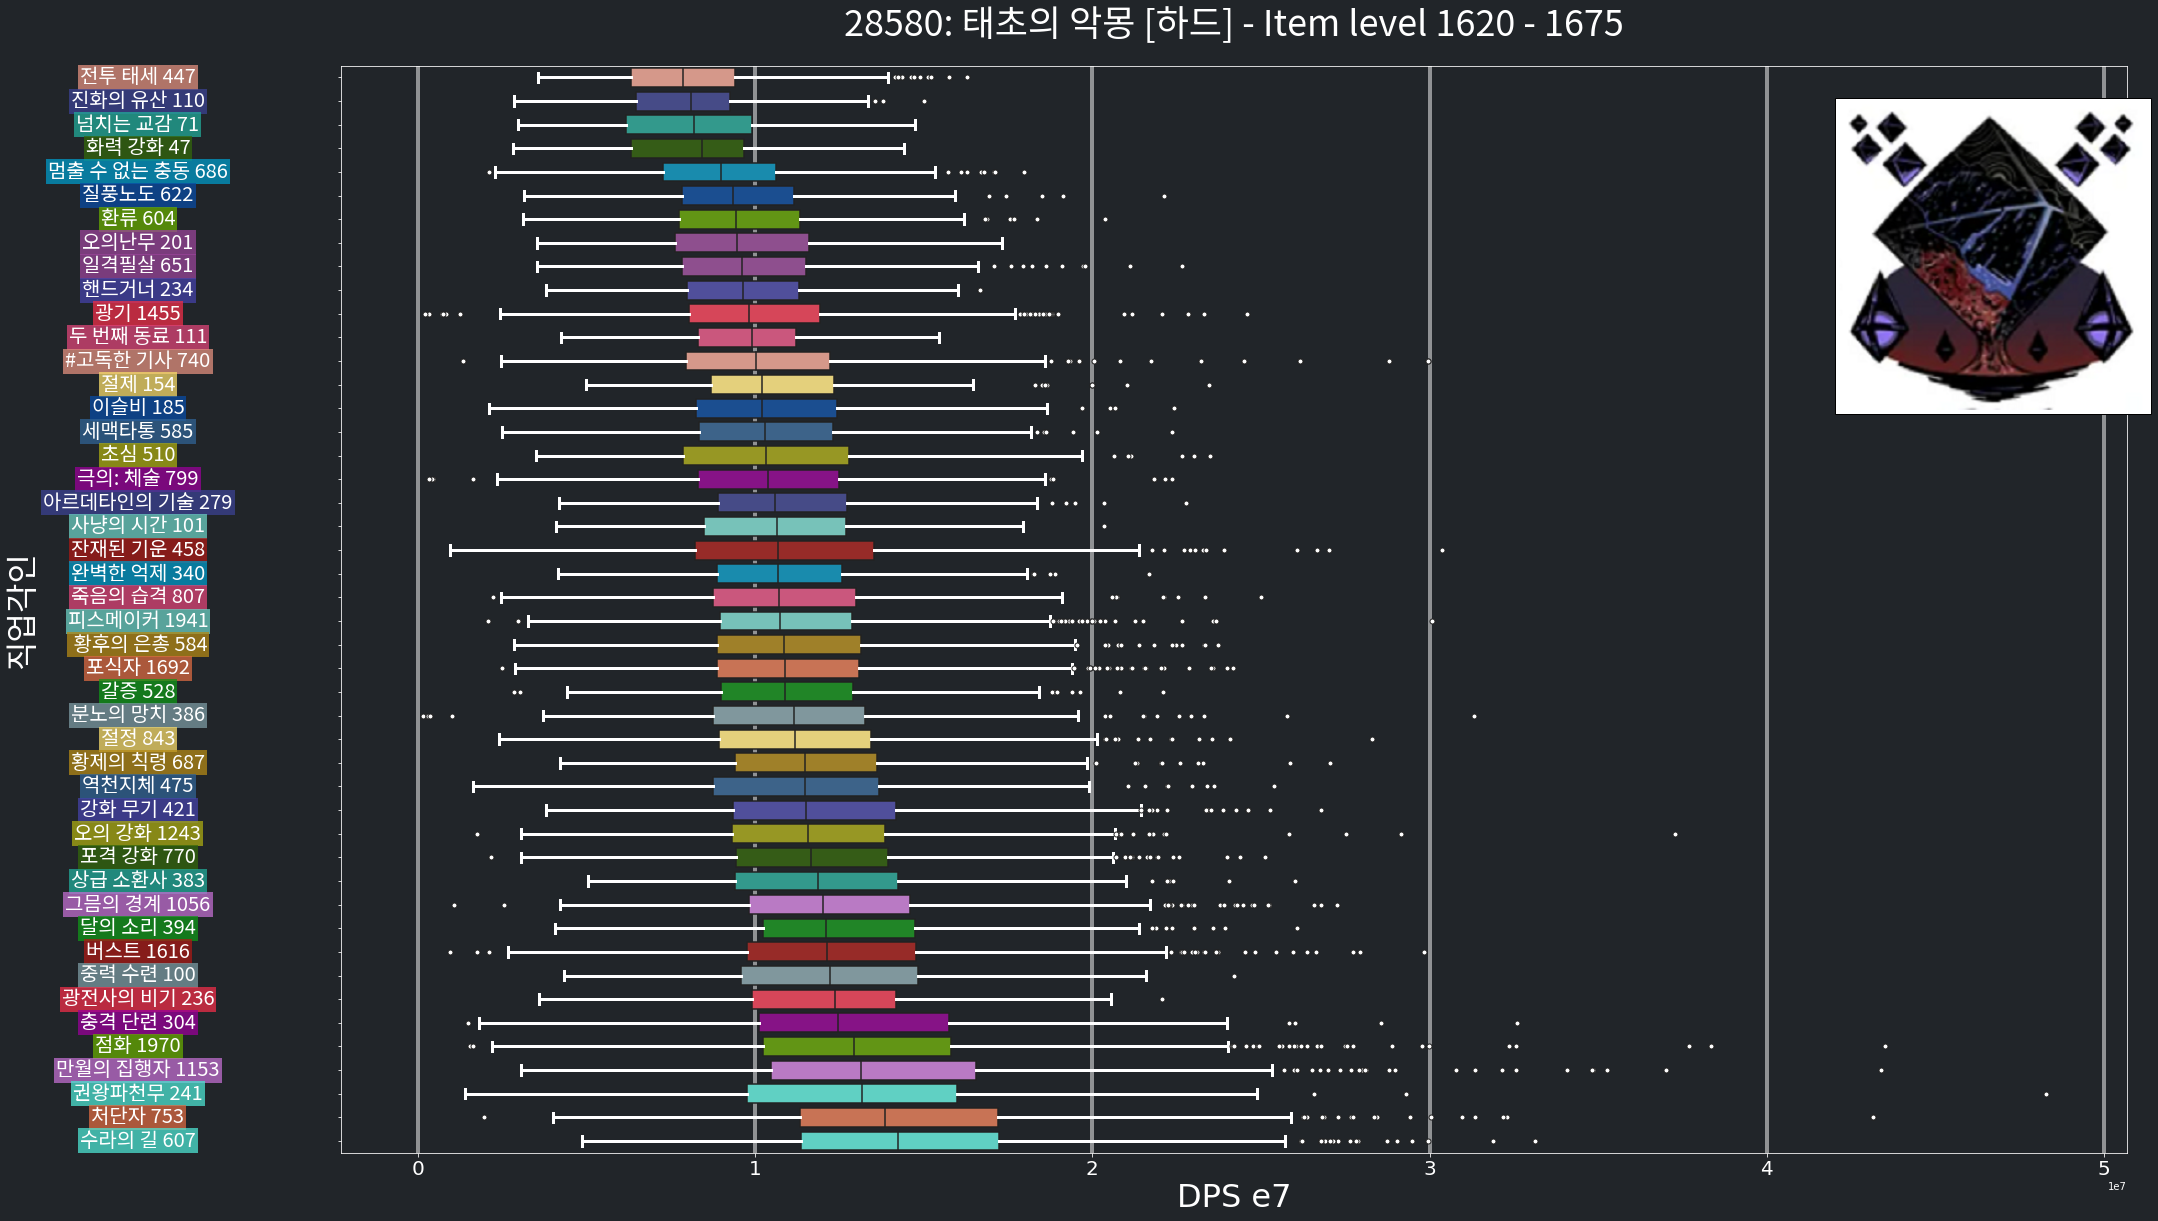 28580: 태초의 악몽 [하드] - Item level 1620 - 1675
전투 태세 447
진화의 유산 110
넘치는 교감 71
화력 강화 47
멈출 수 없는 충동 686
질풍노도 622
환류 604
오의난무 201
일격필살 651
핸드거너 234
광기 1455
두 번째 동료 111
#고독한 기사 740
절제 154
이슬비 185
세맥타통 585
초심 510
극의: 체술 799
아르데타인의 기술 279
사냥의 시간 101
잔재된 기운 458
완벽한 억제 340
죽음의 습격 807
피스메이커 1941
황후의 은총 584
포식자 1692
갈증 528
분노의 망치 386
절정 843
황제의 칙령 687
역천지체 475
강화 무기 421
오의 강화 1243
포격 강화 770
상급 소환사 383
그믐의 경계 1056
달의 소리 394
버스트 1616
중력 수련 100
광전사의 비기 236
충격 단련 304
점화 1970
만월의 집행자 1153
권왕파천무 241
처단자 753
수라의 길 607
직업각인
0 1 2 3 4 5
1e7
DPS e7